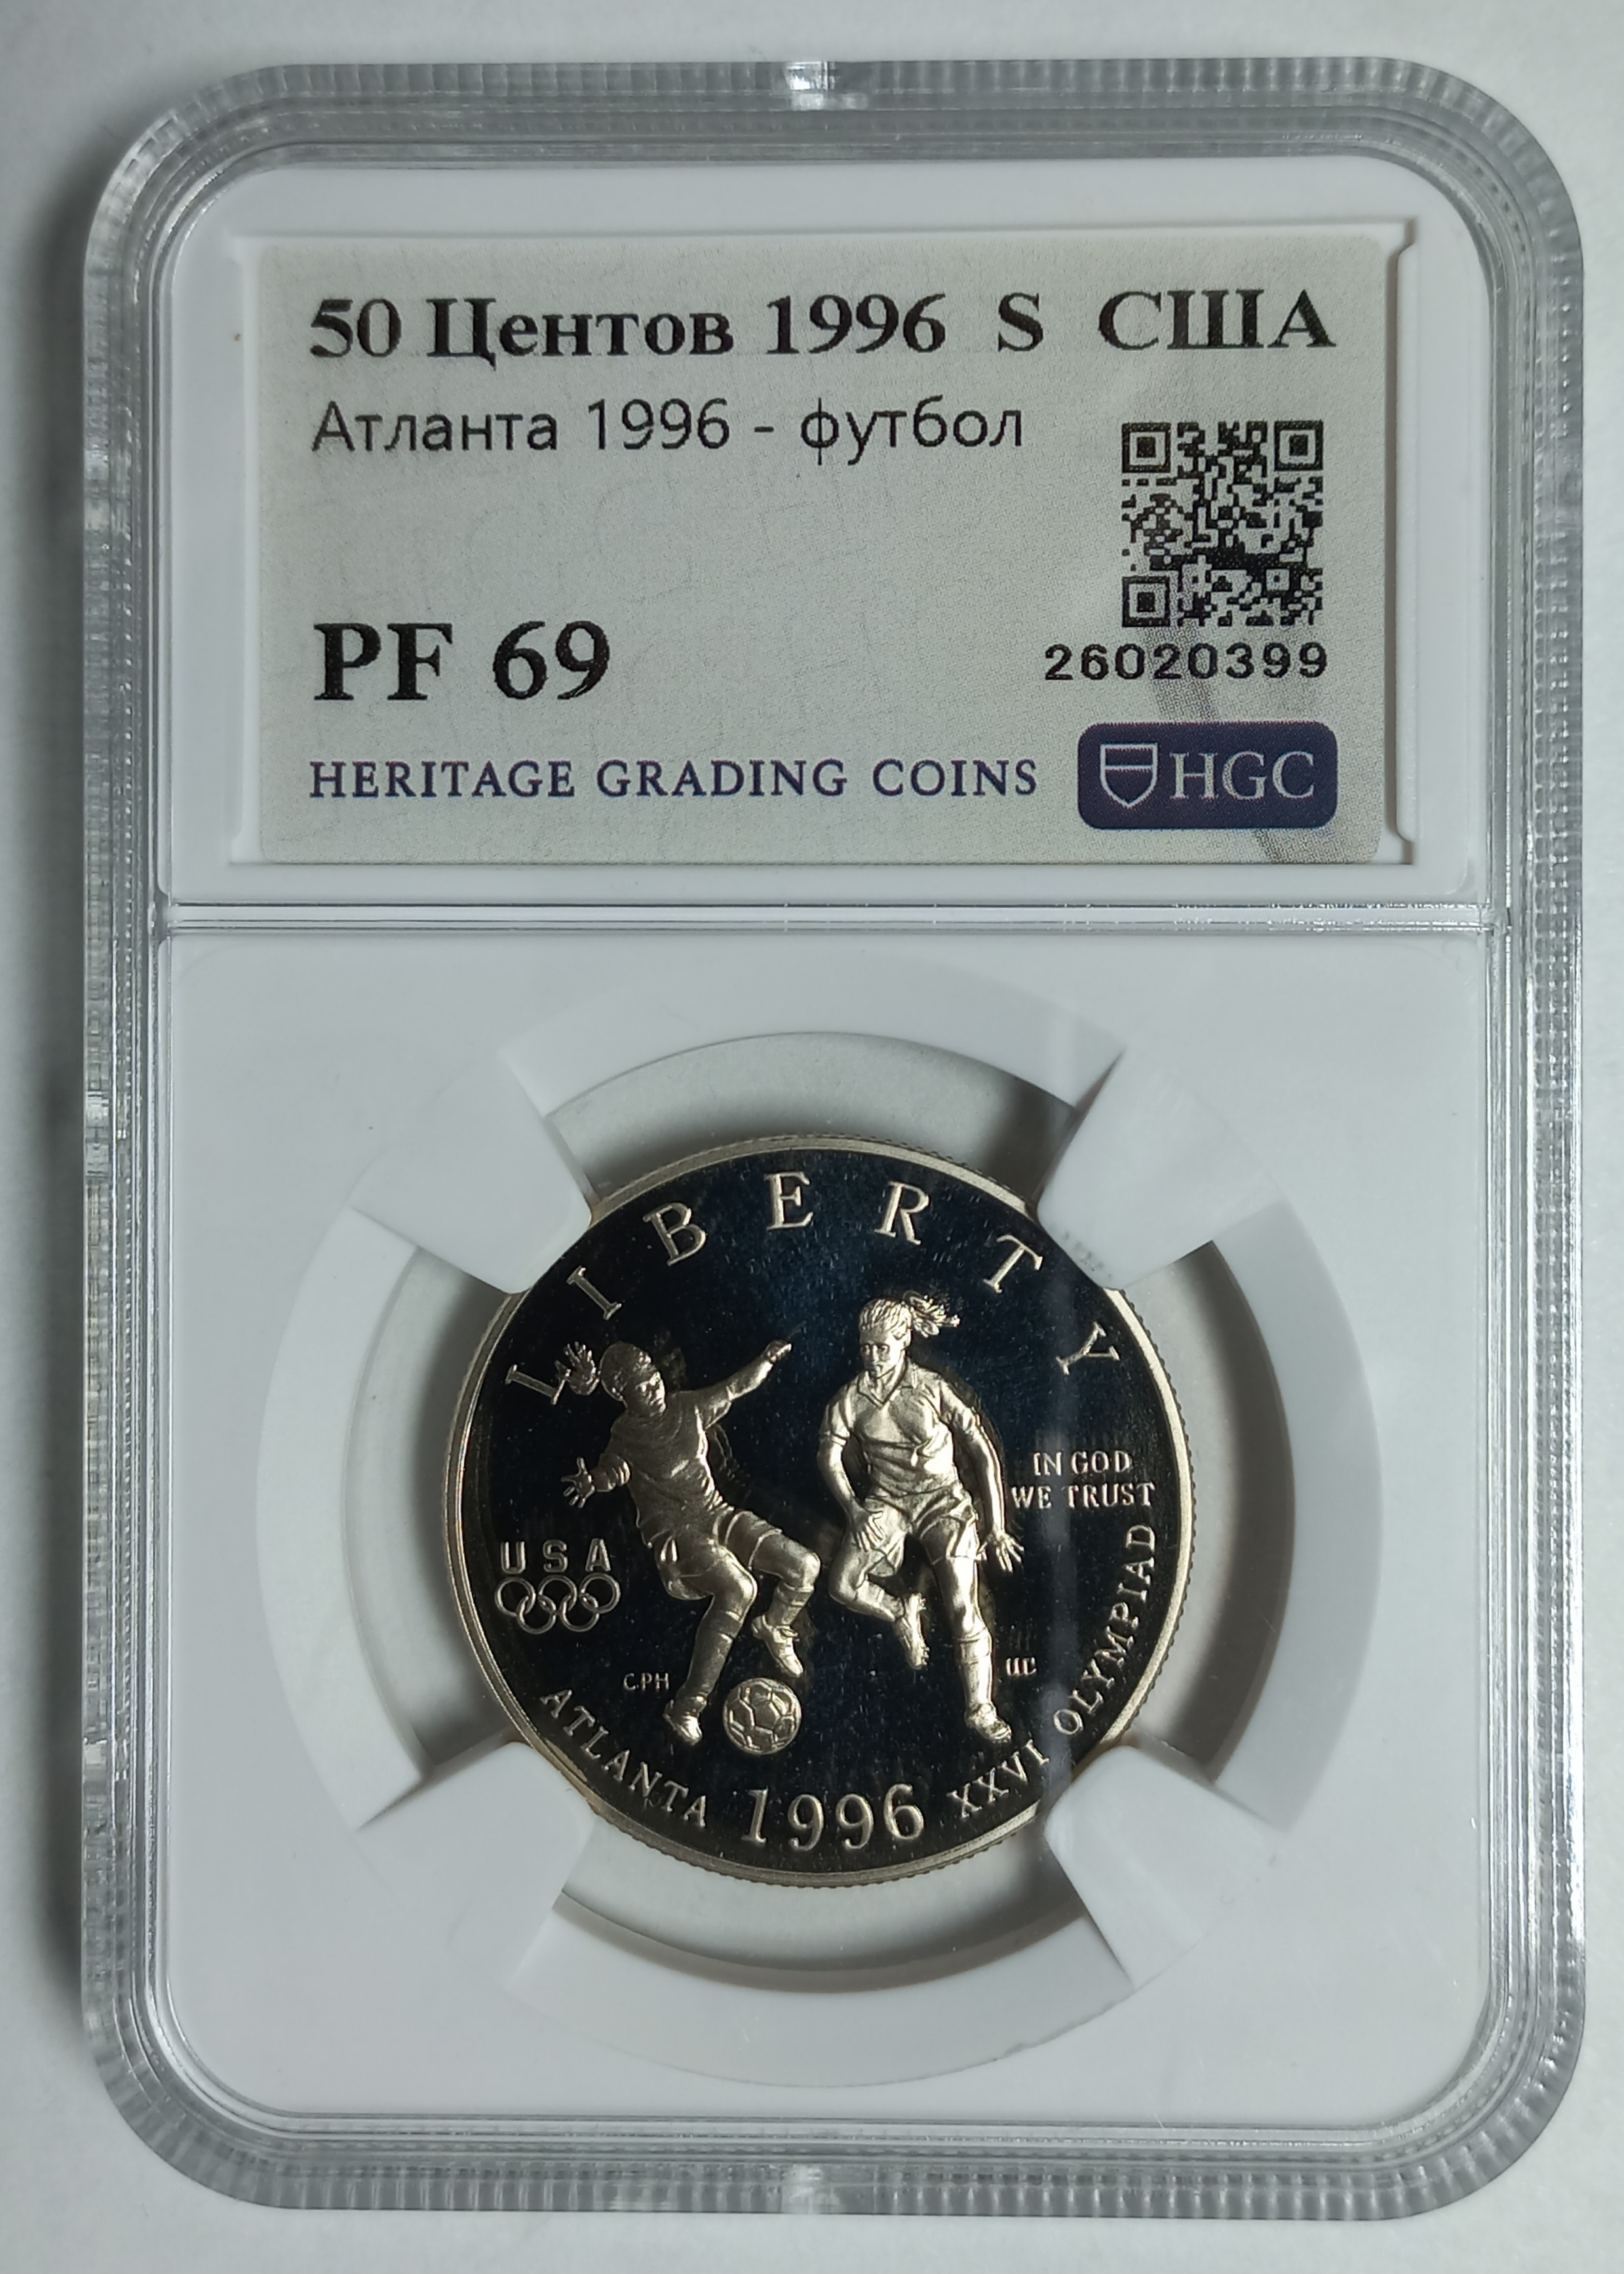 50 Центов 1996 S США
Атланта 1996 - футбол
PF 69
26020399
HERITAGE GRADING COINS
HGC
LIBERTY
IN GOD
WE TRUST
USA
CPH
ATLANTA 1996 XXVI OLYMPIAD